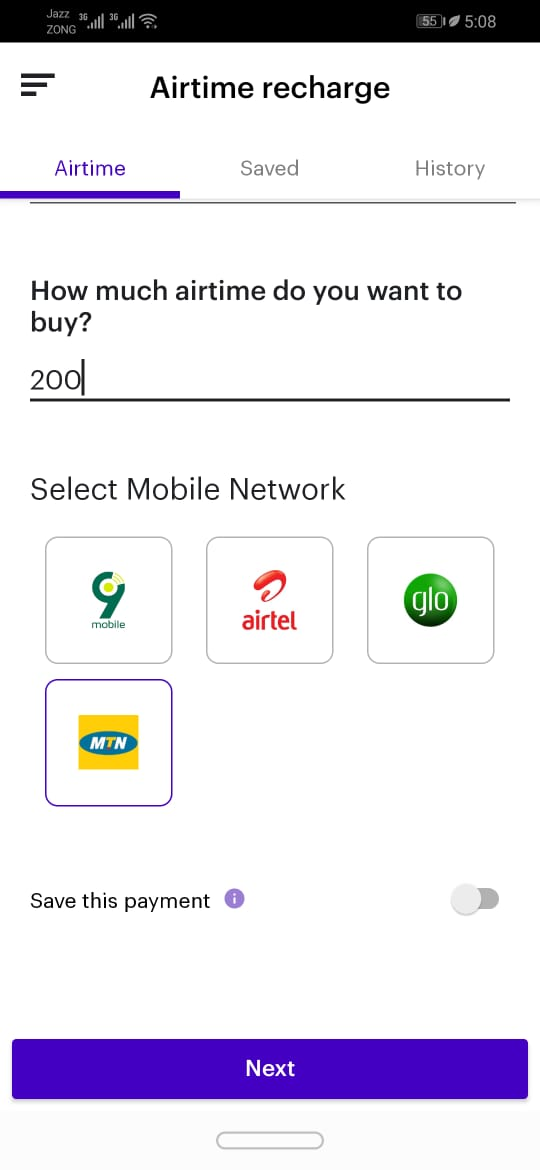 Jazz 3G 3G
ZONG
55 5:08
Airtime recharge
Airtime Saved History
How much airtime do you want to
buy?
200
Select Mobile Network
9
mobile
airtel
glo
MTN
Save this payment i
Next